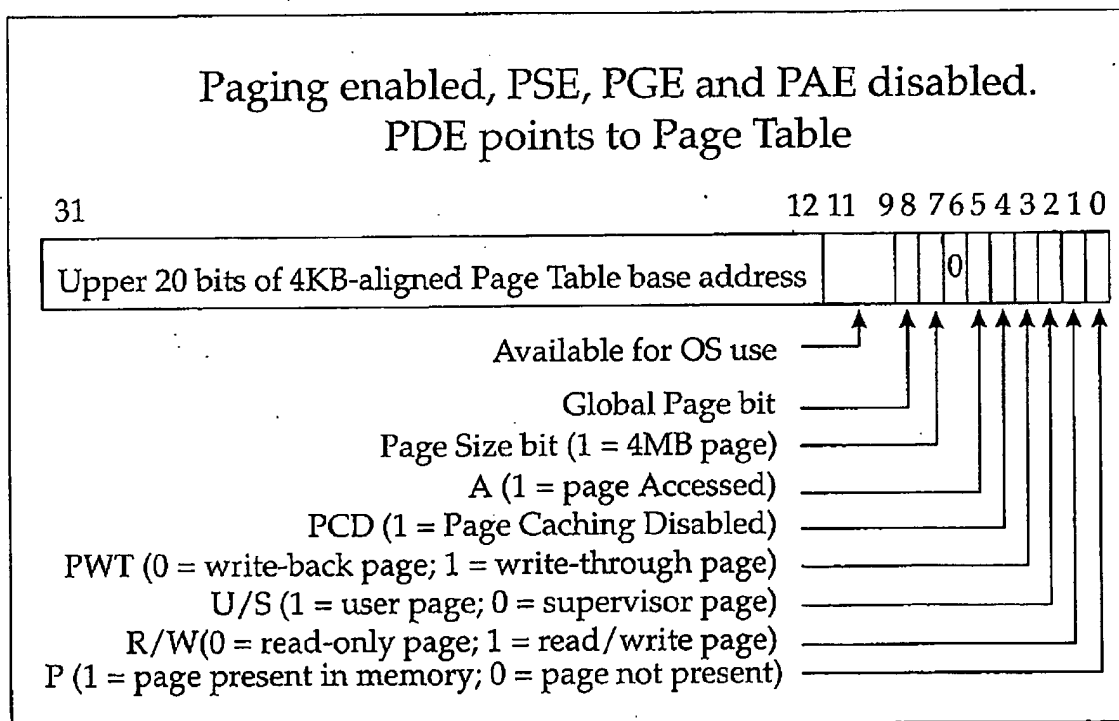 Paging enabled, PSE, PGE and PAE disabled.
PDE points to Page Table
31 12 11 9 8 7 6 5 4 3 2 1 0
Upper 20 bits of 4KB-aligned Page Table base address 0
Available for OS use
Global Page bit
Page Size bit (1 = 4MB page)
A (1 = page Accessed)
PCD (1 = Page Caching Disabled)
PWT (0 = write-back page; 1 = write-through page)
U/S (1 = user page; 0 = supervisor page)
R/W(0 = read-only page; 1 = read/write page)
P (1 = page present in memory; 0 = page not present)